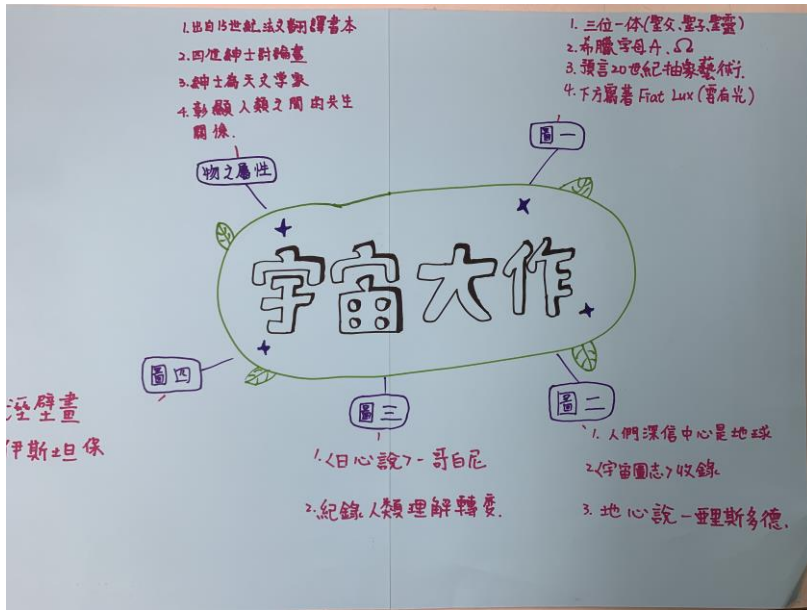 宇宙大作
物之屬性
1.出自15世紀法文翻譯書本
2.四位紳士討論畫
3.紳士為天文学家
4.彰顯人類之間的共生
關係.
圖一
1. 三位一体(聖父、聖子、聖靈)
2.希臘字母A、Ω
3.預言20世紀抽象藝術.
4.下方寫著 Fiat Lux (要有光)
圖二
1. 人們深信中心是地球
2.〈宇宙圖志〉收錄
3. 地心說-亞里斯多德.
圖三
1.〈日心說〉-哥白尼
2.紀錄人類理解轉變.
圖四
溼壁畫
伊斯坦保